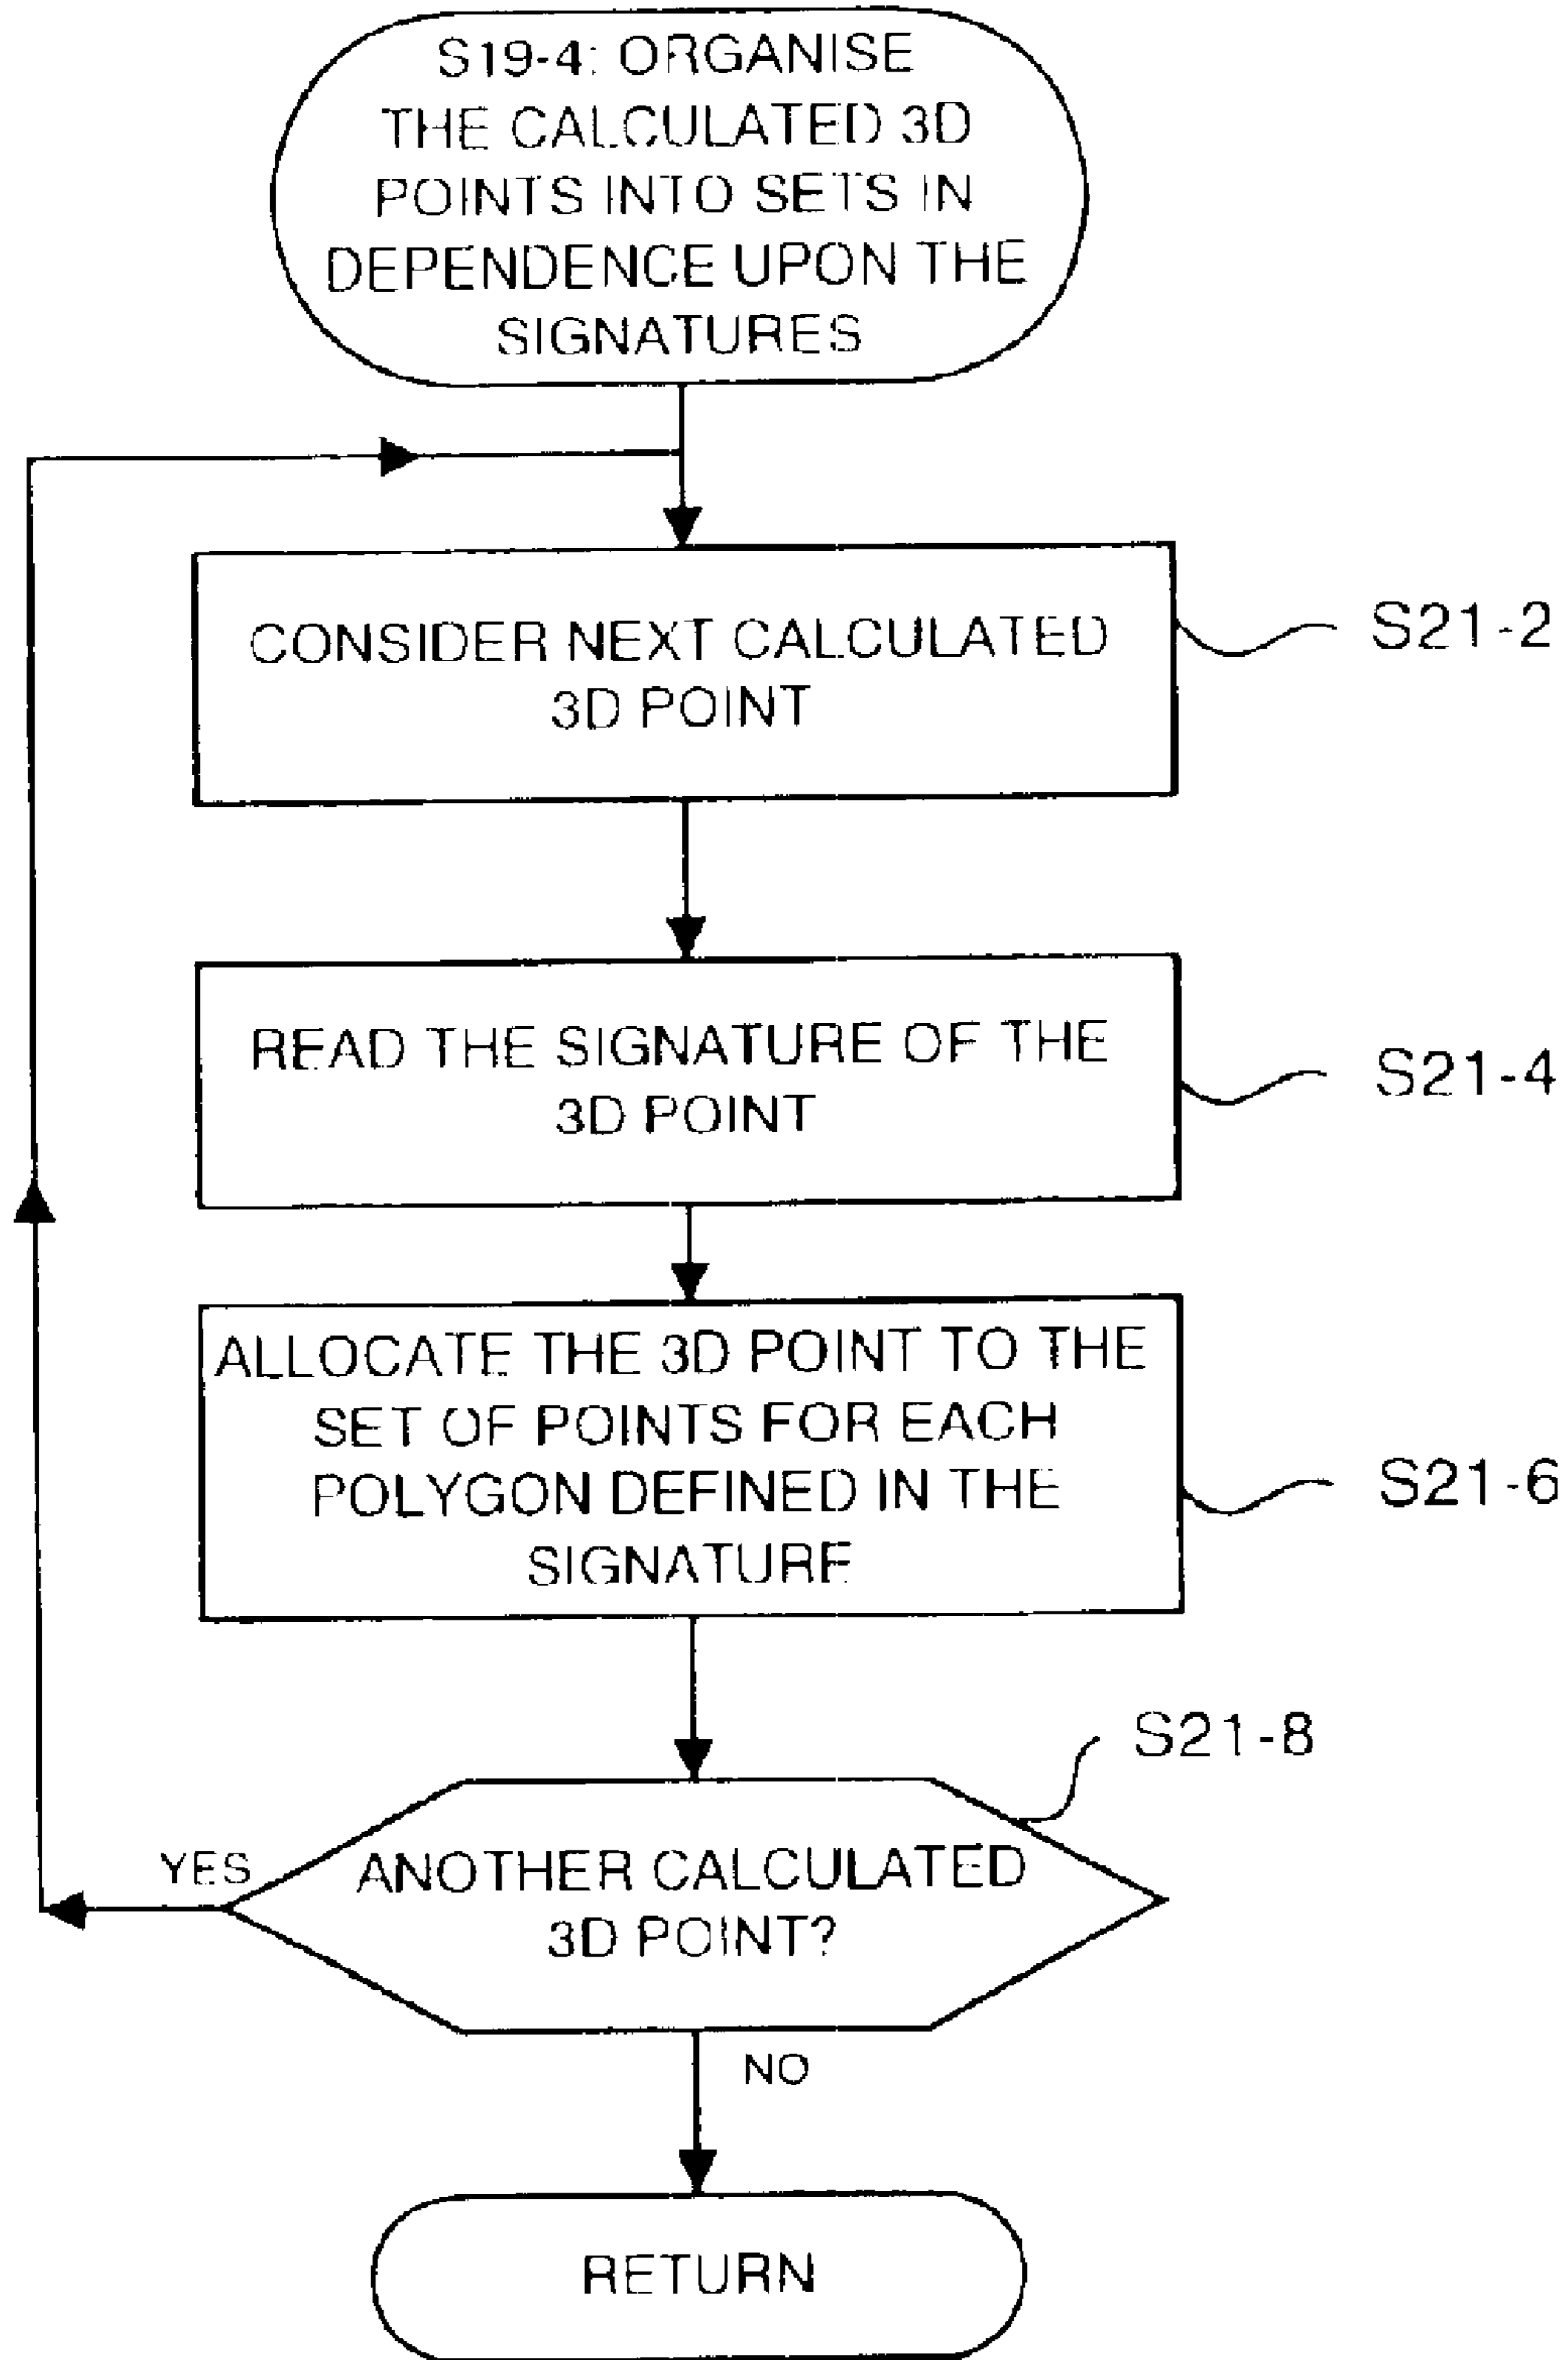 S19-4: ORGANISE
THE CALCULATED 3D
POINTS INTO SETS IN
DEPENDENCE UPON THE
SIGNATURES
CONSIDER NEXT CALCULATED
3D POINT
S21-2
READ THE SIGNATURE OF THE
3D POINT
S21-4
ALLOCATE THE 3D POINT TO THE
SET OF POINTS FOR EACH
POLYGON DEFINED IN THE
SIGNATURE
S21-6
S21-8
YES
ANOTHER CALCULATED
3D POINT?
NO
RETURN